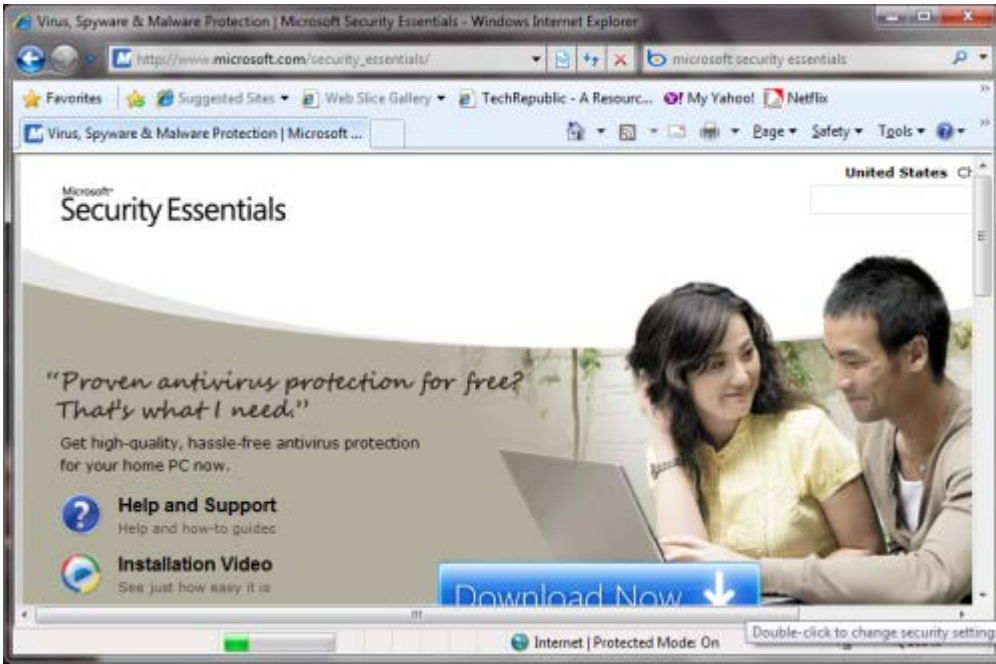 Virus, Spyware & Malware Protection | Microsoft Security Essentials - Windows Internet Explorer
http://www.microsoft.com/security_essentials/
microsoft security essentials
Favorites Suggested Sites Web Slice Gallery TechRepublic - A Resourc... My Yahoo! Netflix
Virus, Spyware & Malware Protection | Microsoft ...
Page Safety Tools
United States
Microsoft
Security Essentials
“Proven antivirus protection for free?
That's what I need.”
Get high-quality, hassle-free antivirus protection
for your home PC now.
Help and Support
Help and how-to guides
Installation Video
See just how easy it is
Download Now
Internet | Protected Mode: On
Double-click to change security setting